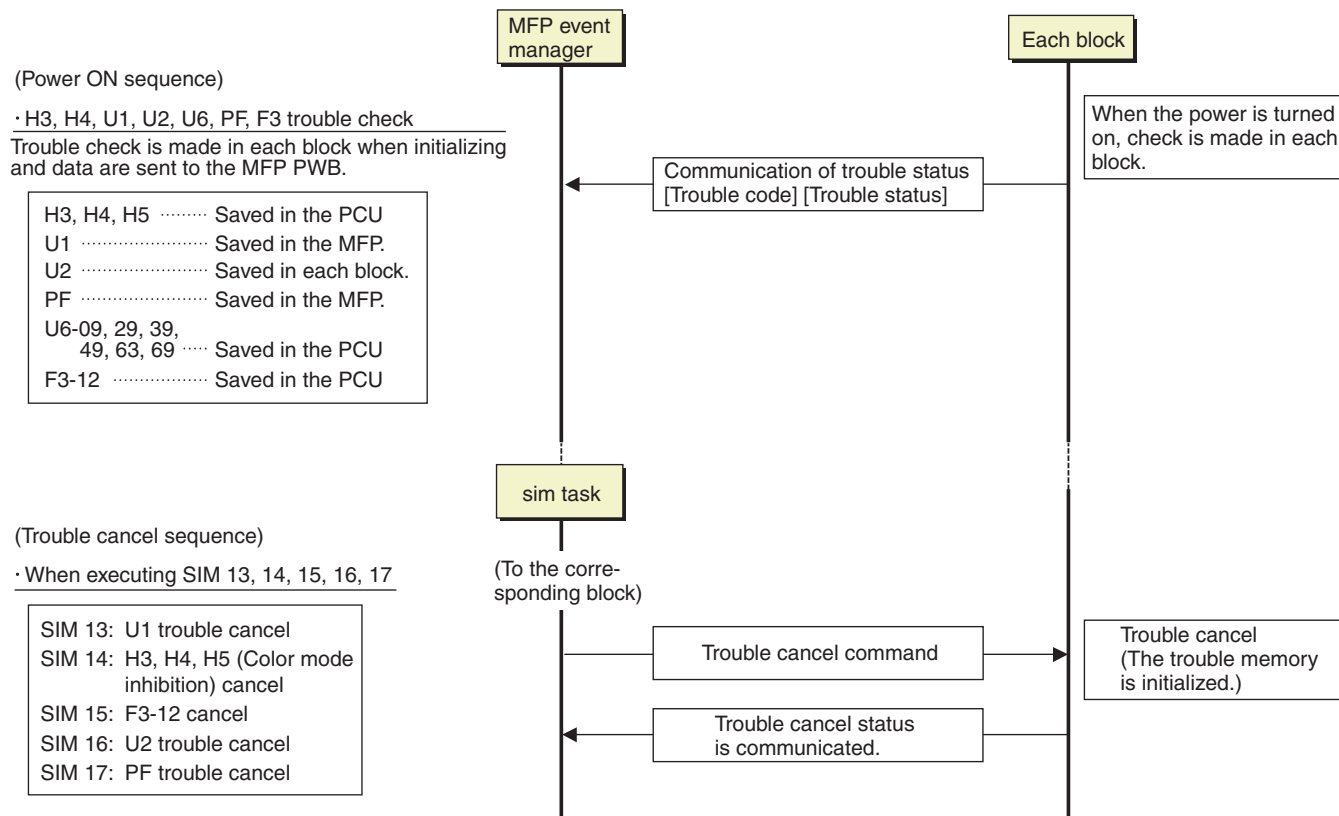 MFP event
manager
Each block
(Power ON sequence)
· H3, H4, U1, U2, U6, PF, F3 trouble check
Trouble check is made in each block when initializing
and data are sent to the MFP PWB.
When the power is turned
on, check is made in each
block.
Communication of trouble status
[Trouble code] [Trouble status]
H3, H4, H5 ········· Saved in the PCU
U1 ······················· Saved in the MFP.
U2 ······················· Saved in each block.
PF ······················· Saved in the MFP.
U6-09, 29, 39,
49, 63, 69 ····· Saved in the PCU
F3-12 ················· Saved in the PCU
sim task
(Trouble cancel sequence)
· When executing SIM 13, 14, 15, 16, 17
(To the corre-
sponding block)
SIM 13: U1 trouble cancel
SIM 14: H3, H4, H5 (Color mode
inhibition) cancel
SIM 15: F3-12 cancel
SIM 16: U2 trouble cancel
SIM 17: PF trouble cancel
Trouble cancel command
Trouble cancel
(The trouble memory
is initialized.)
Trouble cancel status
is communicated.